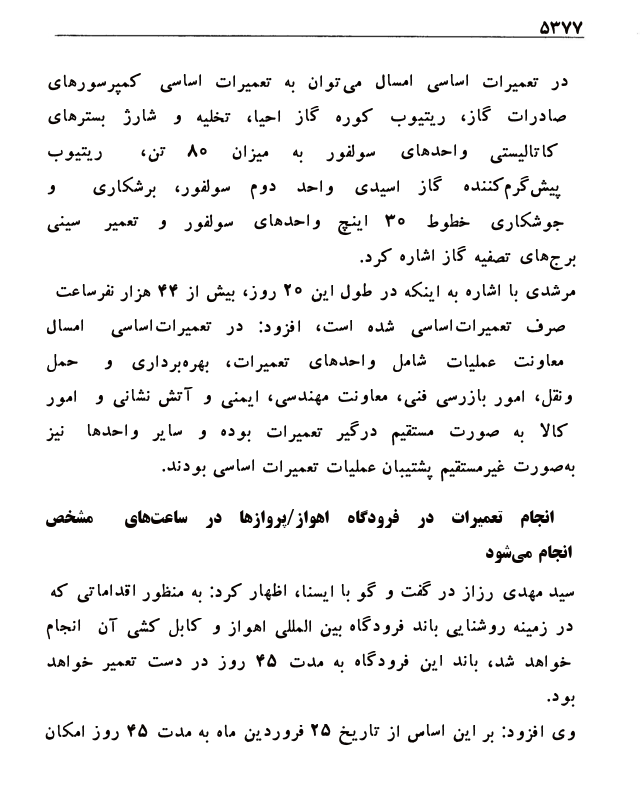 ۵۳۷۷
در تعمیرات اساسی امسال می‌توان به تعمیرات اساسی کمپرسورهای
صادرات گاز، ریتیوب کوره گاز احیا، تخلیه و شارژ بسترهای
کاتالیستی واحدهای سولفور به میزان ۸۰ تن، ریتیوب
پیش‌گرم‌کننده گاز اسیدی واحد دوم سولفور، برشکاری و
جوشکاری خطوط ۳۰ اینچ واحدهای سولفور و تعمیر سینی
برج‌های تصفیه گاز اشاره کرد.
مرشدی با اشاره به اینکه در طول این ۲۰ روز، بیش از ۴۴ هزار نفرساعت
صرف تعمیرات‌اساسی شده است، افزود: در تعمیرات‌اساسی امسال
معاونت عملیات شامل واحدهای تعمیرات، بهره‌برداری و حمل
ونقل، امور بازرسی فنی، معاونت مهندسی، ایمنی و آتش نشانی و امور
کالا به صورت مستقیم درگیر تعمیرات بوده و سایر واحدها نیز
به‌صورت غیرمستقیم پشتیبان عملیات تعمیرات اساسی بودند.
انجام تعمیرات در فرودگاه اهواز/پروازها در ساعت‌های مشخص
انجام می‌شود
سید مهدی رزاز در گفت و گو با ایسنا، اظهار کرد: به منظور اقداماتی که
در زمینه روشنایی باند فرودگاه بین المللی اهواز و کابل کشی آن انجام
خواهد شد، باند این فرودگاه به مدت ۴۵ روز در دست تعمیر خواهد
بود.
وی افزود: بر این اساس از تاریخ ۲۵ فروردین ماه به مدت ۴۵ روز امکان